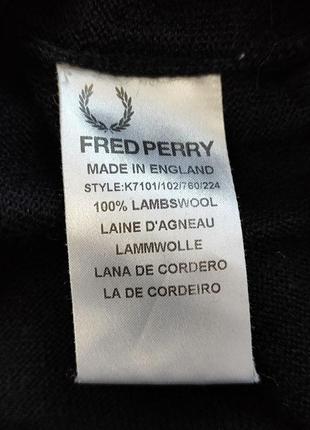 FRED PERRY
MADE IN ENGLAND
STYLE:K7101/102/760/224
100% LAMBSWOOL
LAINE D'AGNEAU
LAMMWOLLE
LANA DE CORDERO
LA DE CORDEIRO